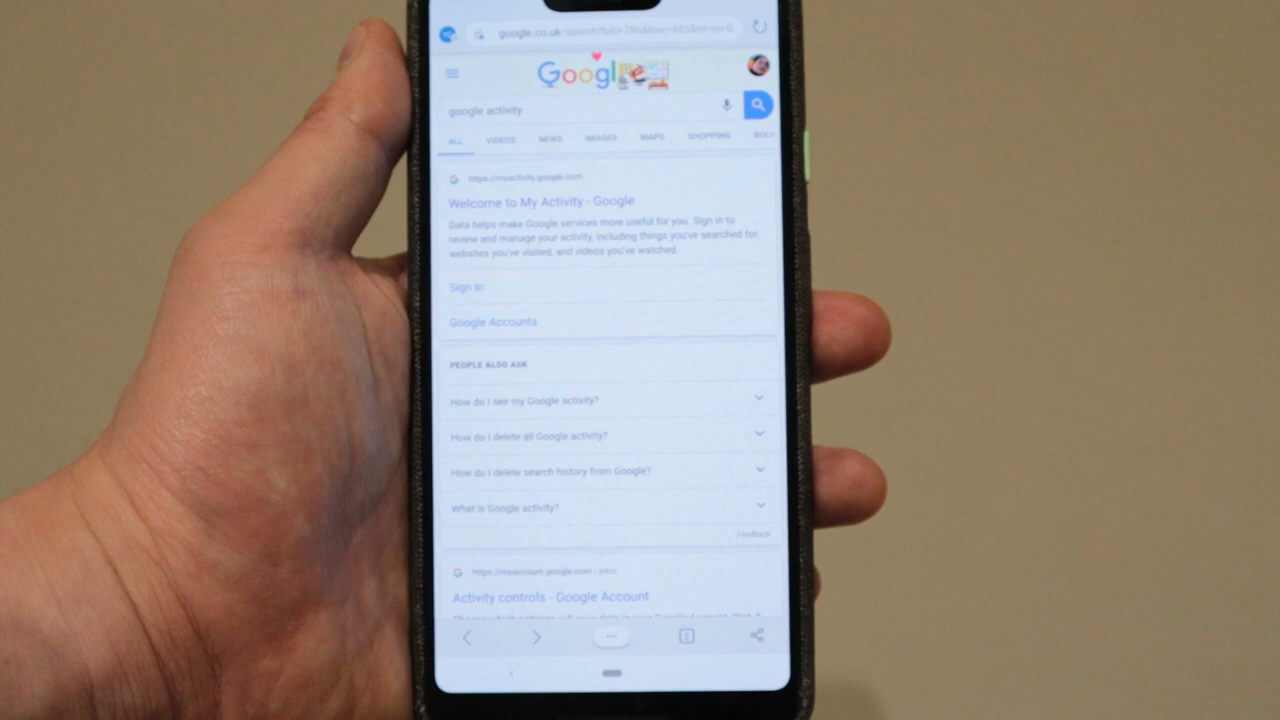 google.co.uk
Google
google activity
ALL VIDEOS NEWS IMAGES MAPS SHOPPING
https://myactivity.google.com
Welcome to My Activity - Google
Data helps make Google services more useful for you. Sign in to
review and manage your activity, including things you've searched for,
websites you've visited, and videos you've watched.
Sign in
Google Accounts
PEOPLE ALSO ASK
How do I see my Google activity?
How do I delete all Google activity?
How do I delete search history from Google?
What is Google activity?
Feedback
https://myaccount.google.com › intro
Activity controls - Google Account